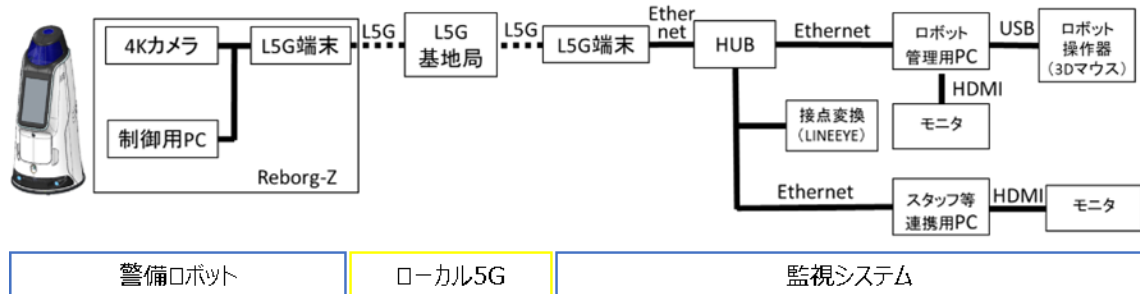 4Kカメラ
制御用PC
L5G端末
Reborg-Z
L5G
L5G
基地局
L5G
L5G端末
Ether
net
HUB
Ethernet
ロボット
管理用PC
USB
ロボット
操作器
(3Dマウス)
HDMI
モニタ
接点変換
(LINEEYE)
Ethernet
スタッフ等
連携用PC
HDMI
モニタ
警備ロボット
ローカル5G
監視システム